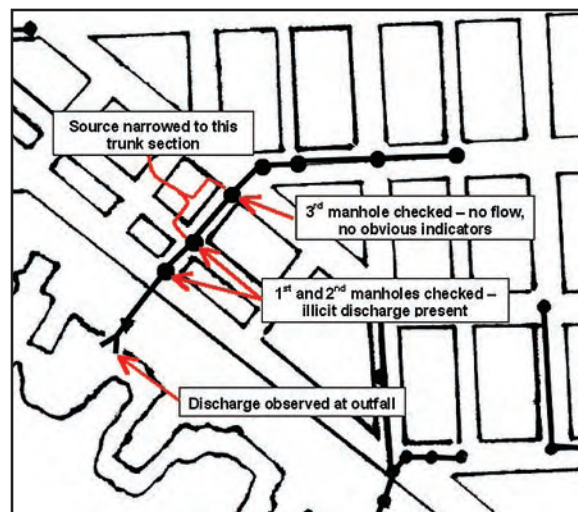 Source narrowed to this
trunk section
3rd manhole checked – no flow,
no obvious indicators
1st and 2nd manholes checked –
illicit discharge present
Discharge observed at outfall